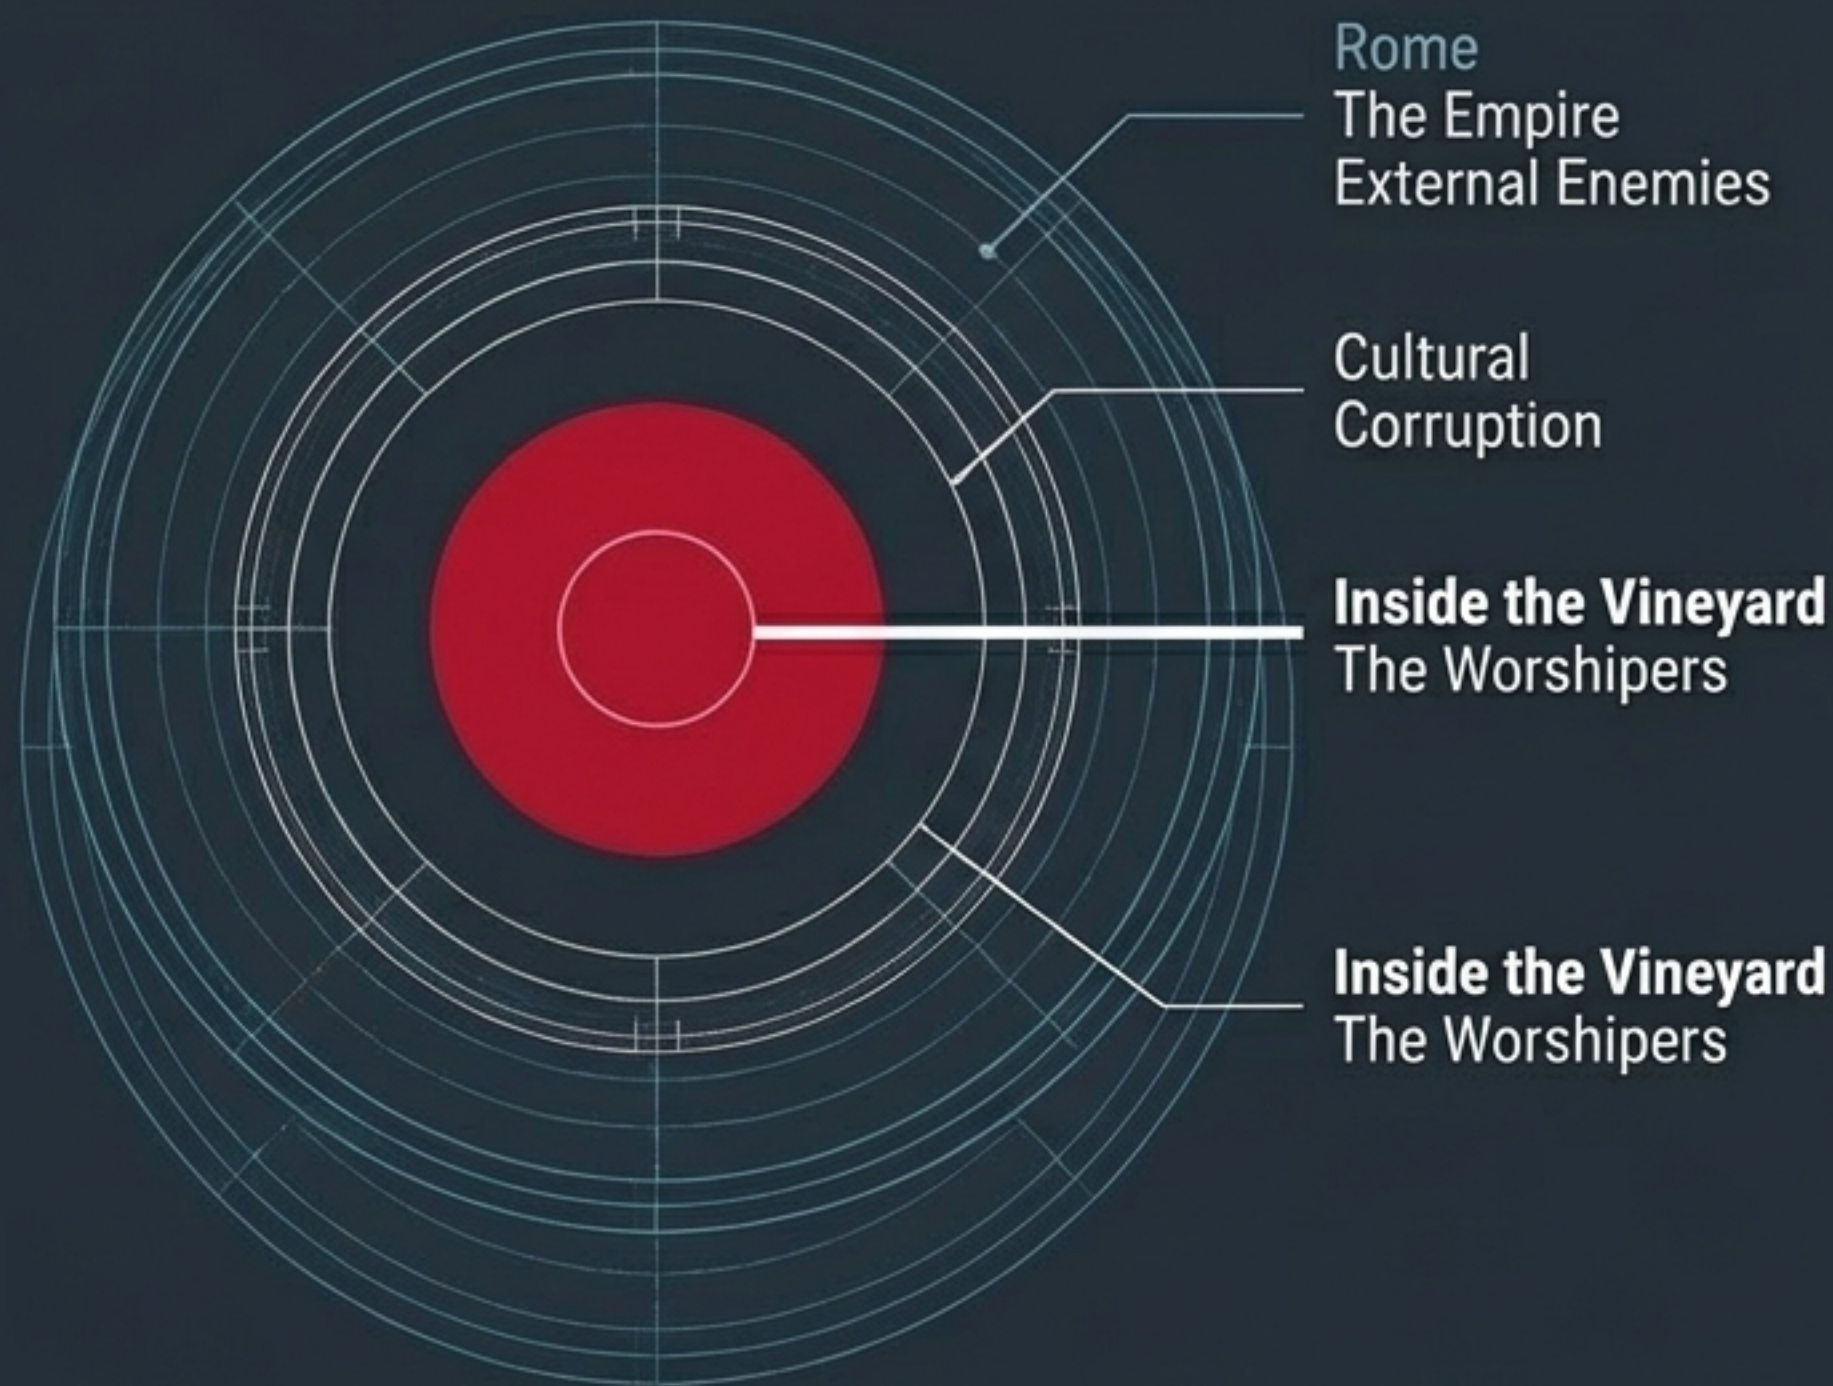 Rome
The Empire
External Enemies
Cultural
Corruption
Inside the Vineyard
The Worshipers
Inside the Vineyard
The Worshipers